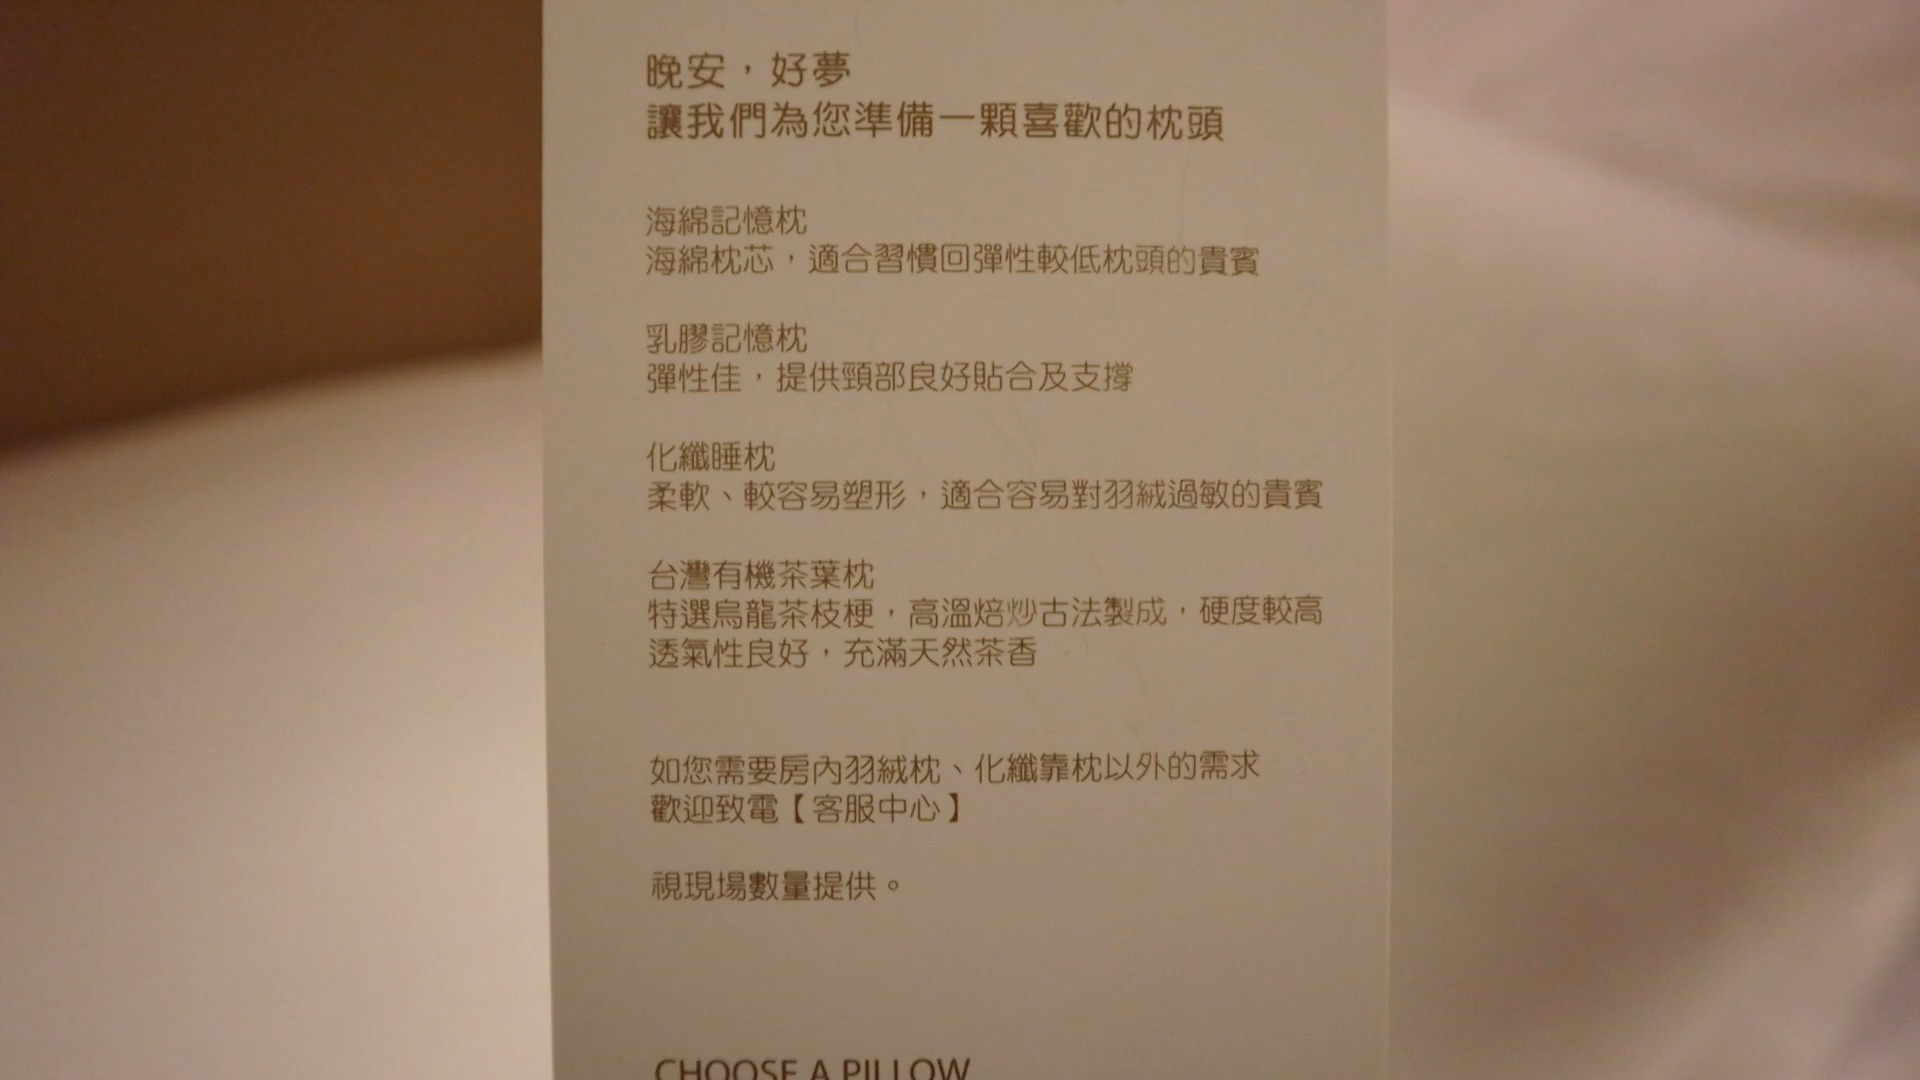 晚安，好夢
讓我們為您準備一顆喜歡的枕頭
海綿記憶枕
海綿枕芯，適合習慣回彈性較低枕頭的貴賓
乳膠記憶枕
彈性佳，提供頸部良好貼合及支撐
化纖睡枕
柔軟、較容易塑形，適合容易對羽絨過敏的貴賓
台灣有機茶葉枕
特選烏龍茶枝梗，高溫焙炒古法製成，硬度較高
透氣性良好，充滿天然茶香
如您需要房內羽絨枕、化纖靠枕以外的需求
歡迎致電【客服中心】
視現場數量提供。
CHOOSE A PILLOW